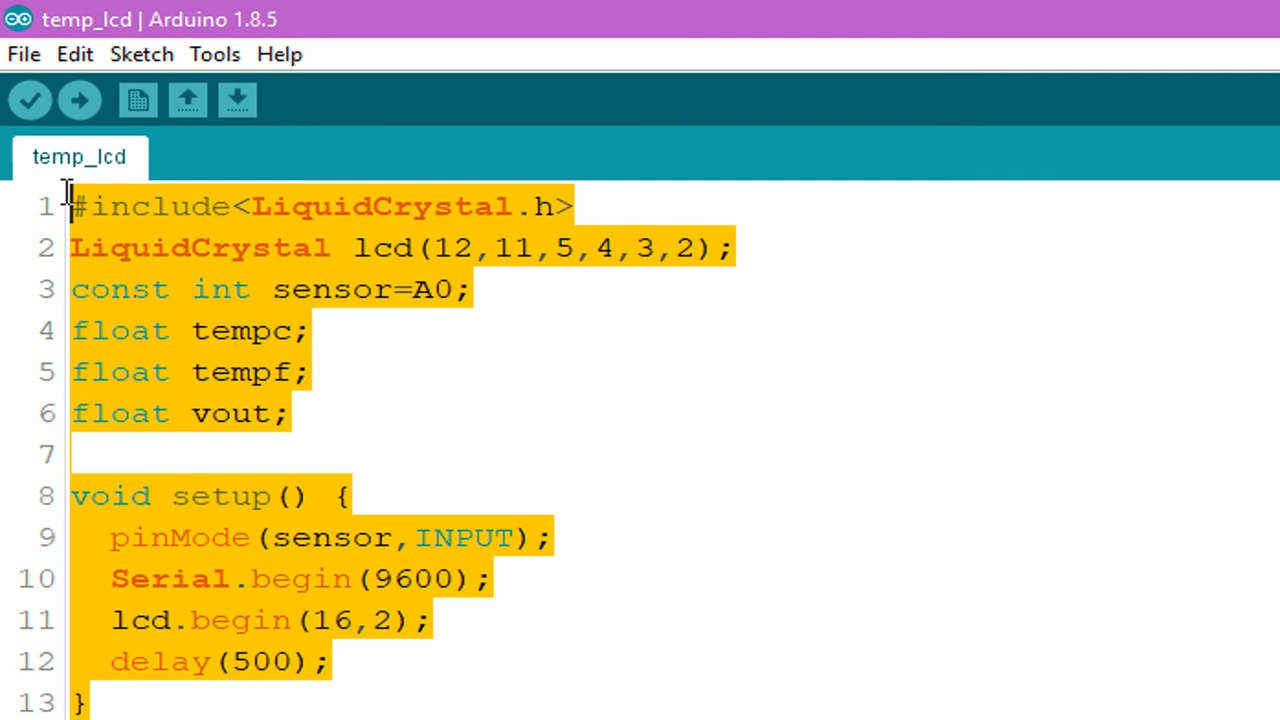 temp_lcd | Arduino 1.8.5
File Edit Sketch Tools Help
temp_lcd
1 #include<LiquidCrystal.h>
2 LiquidCrystal lcd(12,11,5,4,3,2);
3 const int sensor=A0;
4 float tempc;
5 float tempf;
6 float vout;
7
8 void setup() {
9 pinMode(sensor,INPUT);
10 Serial.begin(9600);
11 lcd.begin(16,2);
12 delay(500);
13 }